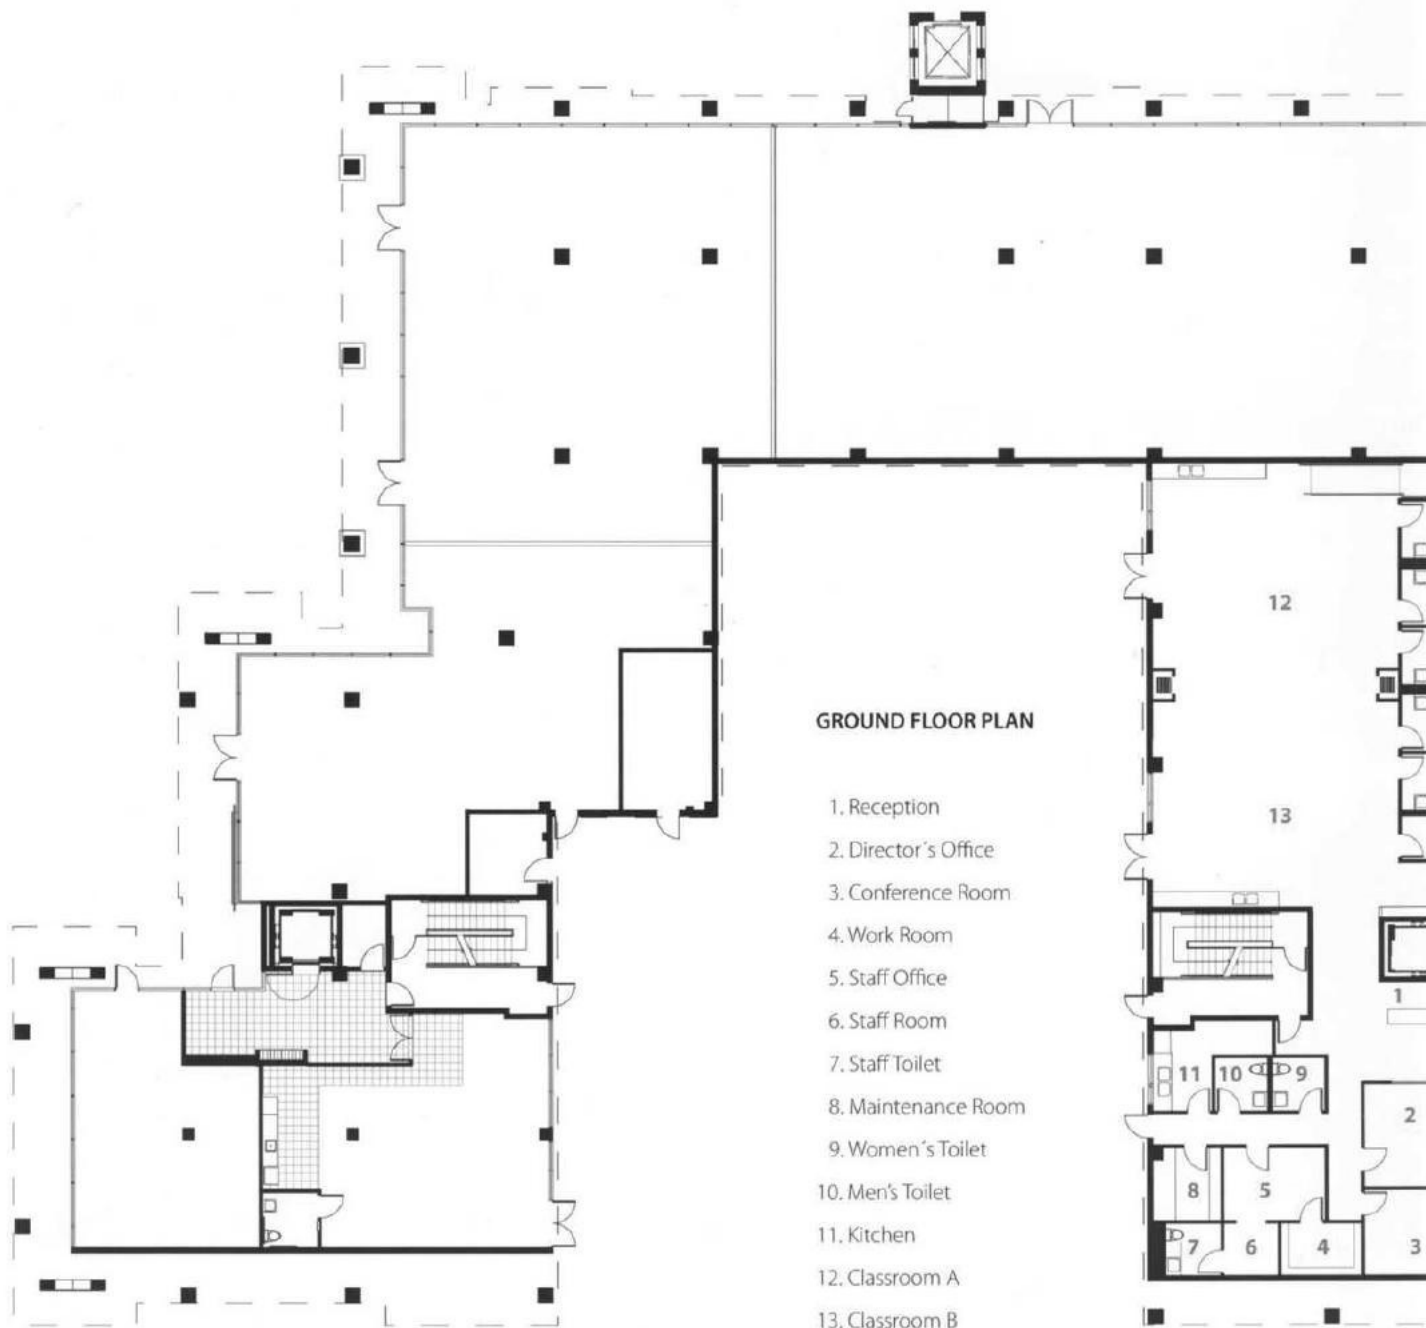 12
GROUND FLOOR PLAN
1. Reception
13
2. Director´s Office
3. Conference Room
4. Work Room
5. Staff Office
1
6. Staff Room
7. Staff Toilet
11 10 9
8. Maintenance Room
2
9. Women´s Toilet
10. Men's Toilet
8 5
11. Kitchen
7 6 4 3
12. Classroom A
13. Classroom B